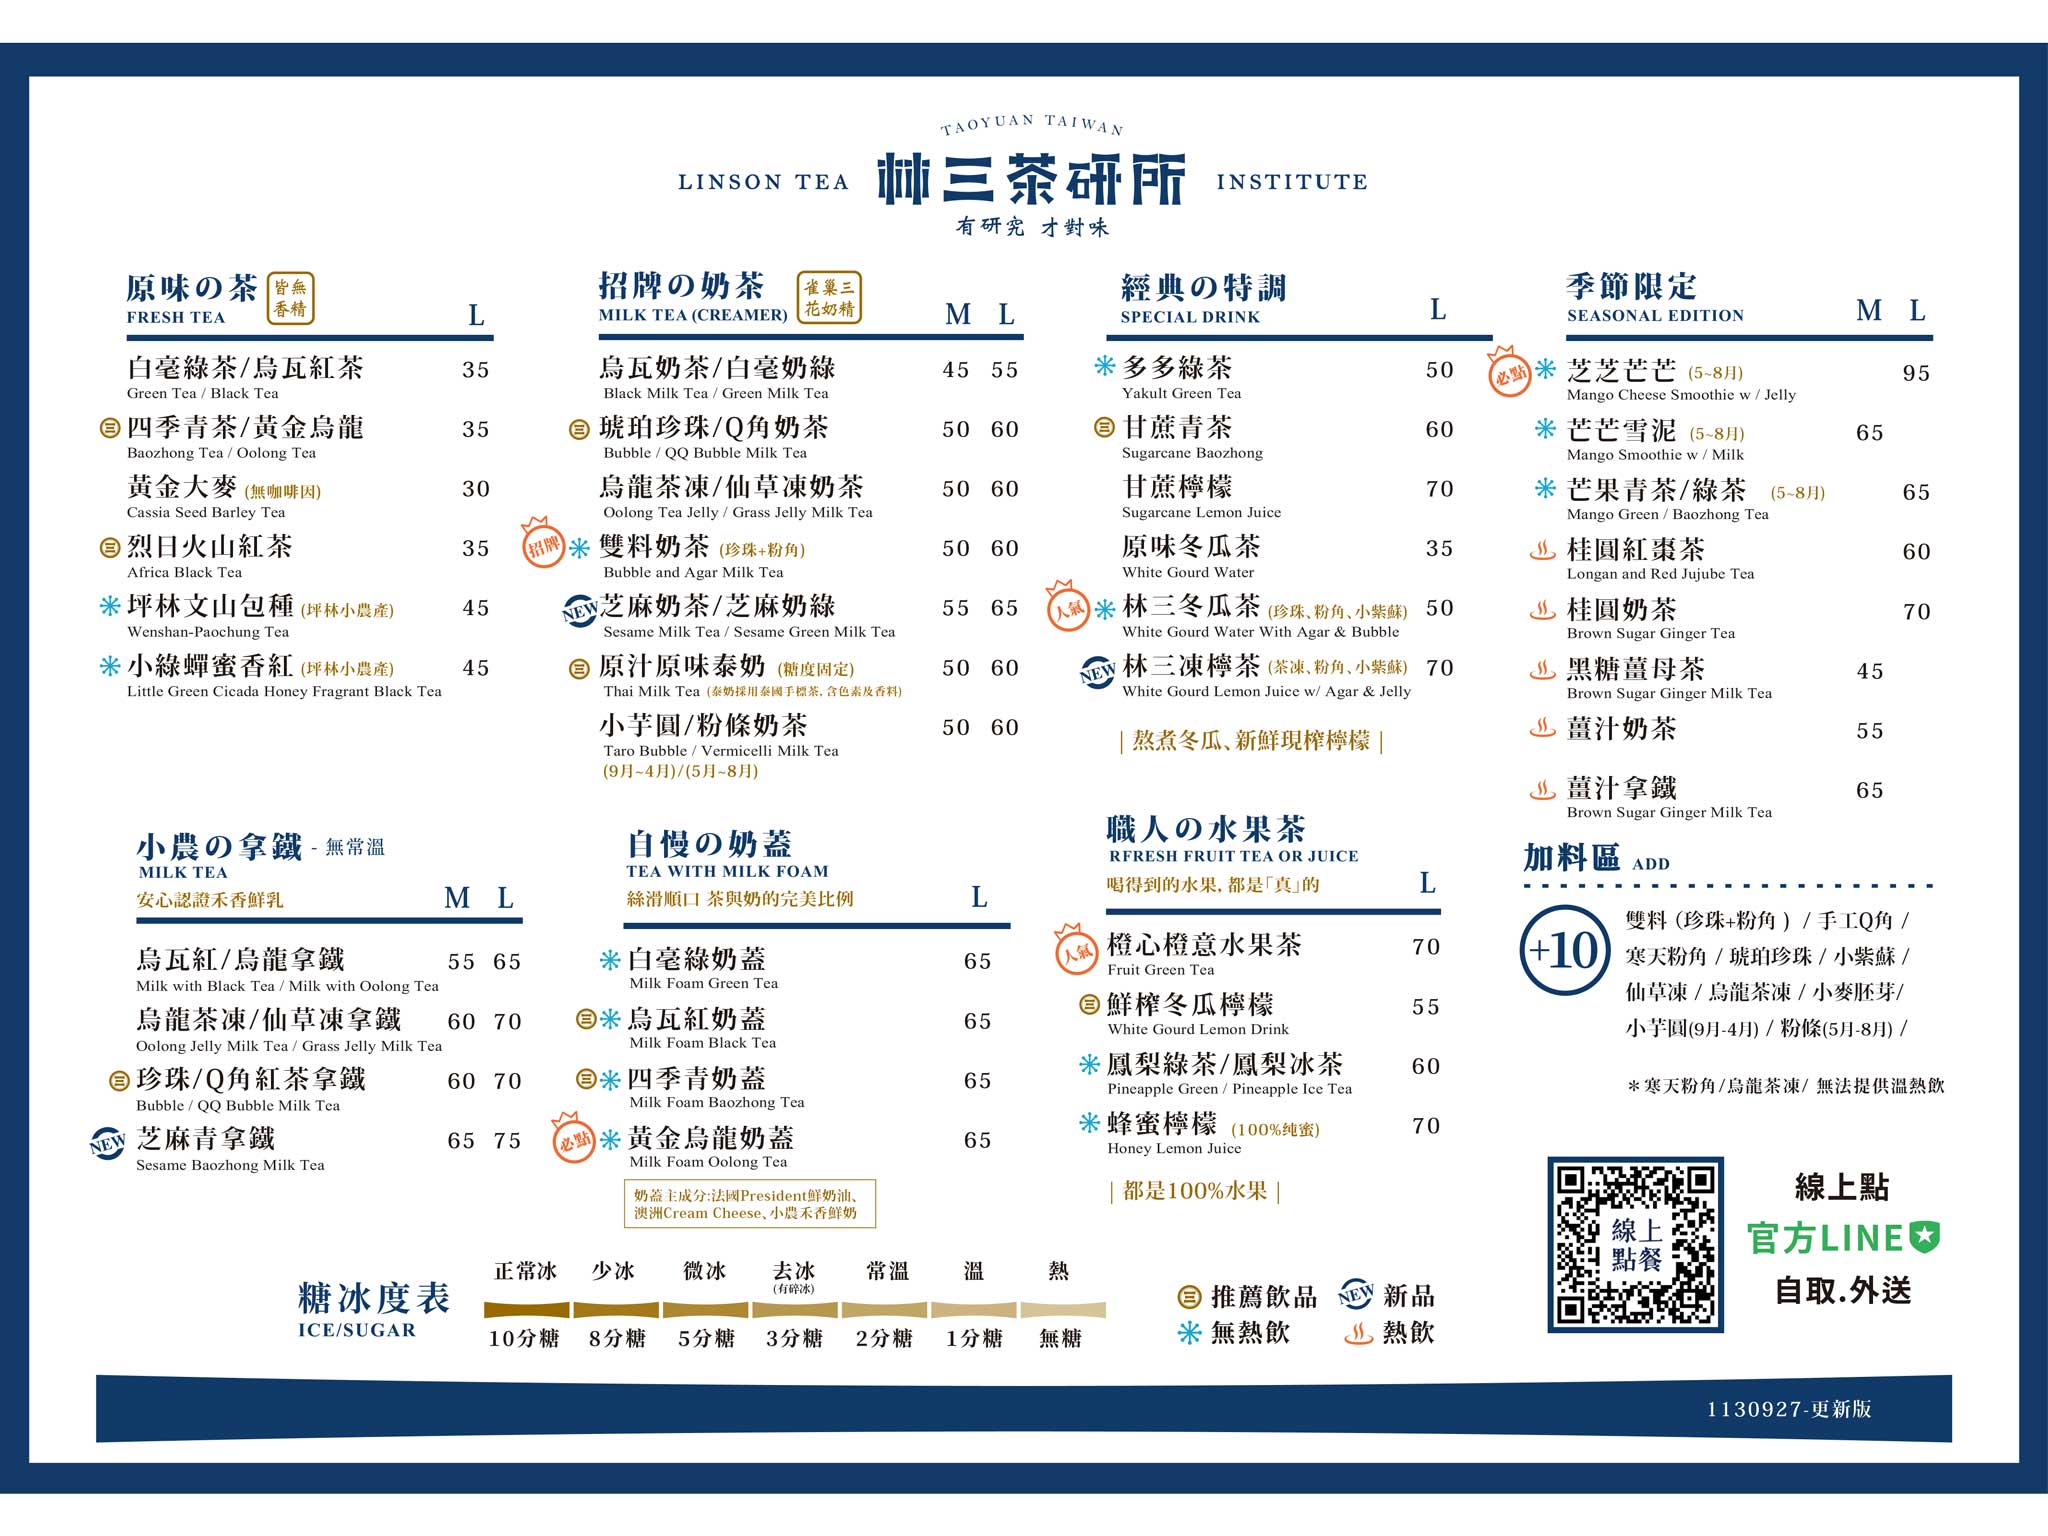 TAOYUAN TAIWAN
LINSON TEA 林三茶研所 INSTITUTE
有研究 才對味
原味の茶 皆無香精
FRESH TEA L
白毫綠茶/烏瓦紅茶 35
Green Tea / Black Tea
三 四季青茶/黃金烏龍 35
Baozhong Tea / Oolong Tea
黃金大麥 (無咖啡因) 30
Cassia Seed Barley Tea
三 烈日火山紅茶 35
Africa Black Tea
坪林文山包種 (坪林小農產) 45
Wenshan-Paochung Tea
小綠蟬蜜香紅 (坪林小農產) 45
Little Green Cicada Honey Fragrant Black Tea
招牌の奶茶 雀巢三花奶精
MILK TEA (CREAMER) M L
烏瓦奶茶/白毫奶綠 45 55
Black Milk Tea / Green Milk Tea
三 琥珀珍珠/Q角奶茶 50 60
Bubble / QQ Bubble Milk Tea
烏龍茶凍/仙草凍奶茶 50 60
Oolong Tea Jelly / Grass Jelly Milk Tea
招牌 雙料奶茶 (珍珠+粉角) 50 60
Bubble and Agar Milk Tea
NEW 芝麻奶茶/芝麻奶綠 55 65
Sesame Milk Tea / Sesame Green Milk Tea
三 原汁原味泰奶 (糖度固定) 50 60
Thai Milk Tea (泰奶採用泰國手標茶, 含色素及香料)
小芋圓/粉條奶茶 50 60
Taro Bubble / Vermicelli Milk Tea
(9月~4月)/(5月~8月)
經典の特調
SPECIAL DRINK L
多多綠茶 50
Yakult Green Tea
三 甘蔗青茶 60
Sugarcane Baozhong
甘蔗檸檬 70
Sugarcane Lemon Juice
原味冬瓜茶 35
White Gourd Water
人氣 林三冬瓜茶 (珍珠、粉角、小紫蘇) 50
White Gourd Water With Agar & Bubble
NEW 林三凍檸茶 (茶凍、粉角、小紫蘇) 70
White Gourd Lemon Juice w/ Agar & Jelly
| 熬煮冬瓜、新鮮現榨檸檬 |
季節限定
SEASONAL EDITION M L
必點 芝芝芒芒 (5~8月) 95
Mango Cheese Smoothie w / Jelly
芒芒雪泥 (5~8月) 65
Mango Smoothie w / Milk
芒果青茶/綠茶 (5~8月) 65
Mango Green / Baozhong Tea
桂圓紅棗茶 60
Longan and Red Jujube Tea
桂圓奶茶 70
Brown Sugar Ginger Tea
黑糖薑母茶 45
Brown Sugar Ginger Milk Tea
薑汁奶茶 55
薑汁拿鐵 65
Brown Sugar Ginger Milk Tea
小農の拿鐵 - 無常溫
MILK TEA
安心認證禾香鮮乳 M L
烏瓦紅/烏龍拿鐵 55 65
Milk with Black Tea / Milk with Oolong Tea
烏龍茶凍/仙草凍拿鐵 60 70
Oolong Jelly Milk Tea / Grass Jelly Milk Tea
三 珍珠/Q角紅茶拿鐵 60 70
Bubble / QQ Bubble Milk Tea
NEW 芝麻青拿鐵 65 75
Sesame Baozhong Milk Tea
自慢の奶蓋
TEA WITH MILK FOAM
絲滑順口 茶與奶的完美比例 L
白毫綠奶蓋 65
Milk Foam Green Tea
三 烏瓦紅奶蓋 65
Milk Foam Black Tea
三 四季青奶蓋 65
Milk Foam Baozhong Tea
必點 黃金烏龍奶蓋 65
Milk Foam Oolong Tea
奶蓋主成分:法國President鮮奶油、
澳洲Cream Cheese、小農禾香鮮奶
職人の水果茶
RFRESH FRUIT TEA OR JUICE
喝得到的水果, 都是「真」的 L
人氣 橙心橙意水果茶 70
Fruit Green Tea
三 鮮榨冬瓜檸檬 55
White Gourd Lemon Drink
鳳梨綠茶/鳳梨冰茶 60
Pineapple Green / Pineapple Ice Tea
蜂蜜檸檬 (100%纯蜜) 70
Honey Lemon Juice
| 都是100%水果 |
加料區 ADD
+10
雙料 (珍珠+粉角) / 手工Q角 /
寒天粉角 / 琥珀珍珠 / 小紫蘇 /
仙草凍 / 烏龍茶凍 / 小麥胚芽/
小芋圓(9月-4月) / 粉條(5月-8月) /
＊寒天粉角/烏龍茶凍/ 無法提供溫熱飲
線上點餐
線上點
官方LINE
自取.外送
糖冰度表
ICE/SUGAR
正常冰 少冰 微冰 去冰 常溫 溫 熱
(有碎冰)
10分糖 8分糖 5分糖 3分糖 2分糖 1分糖 無糖
三 推薦飲品 NEW 新品
無熱飲 熱飲
1130927-更新版